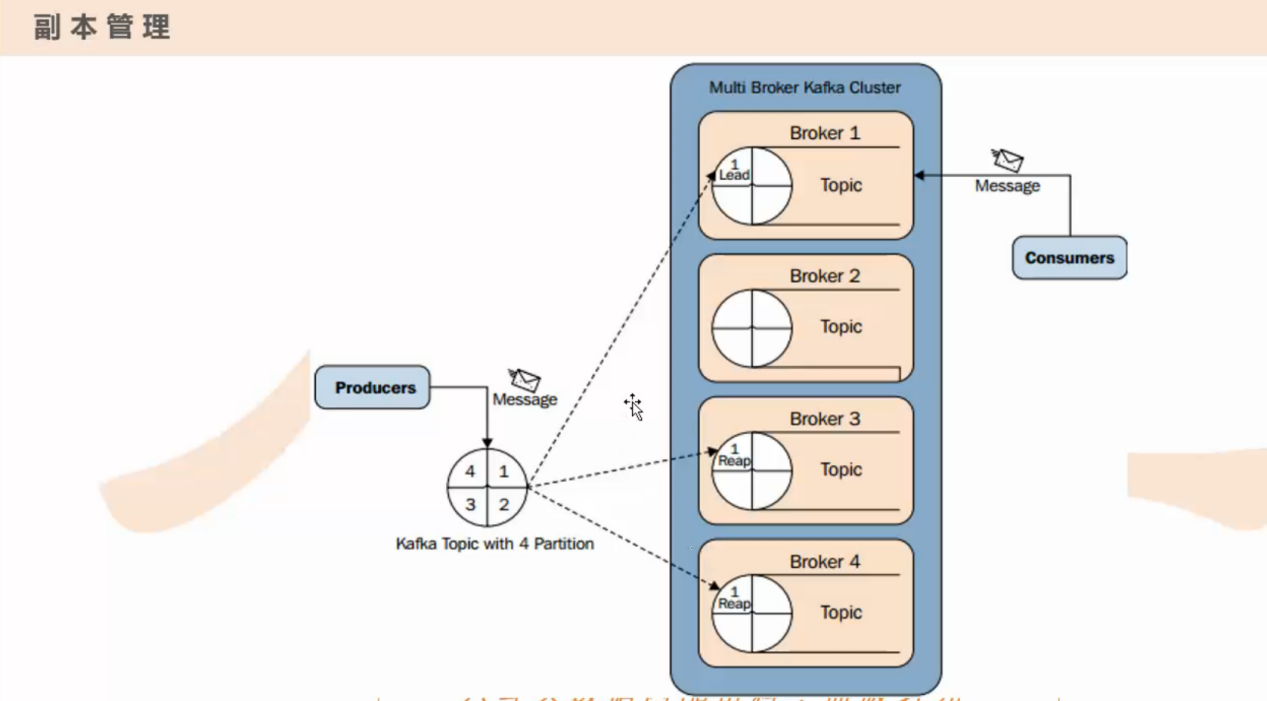 副本管理
Multi Broker Kafka Cluster
Broker 1
1
Lead
Topic
Message
Consumers
Broker 2
Topic
Producers
Message
4 1
3 2
Kafka Topic with 4 Partition
Broker 3
1
Reap
Topic
Broker 4
1
Reap
Topic